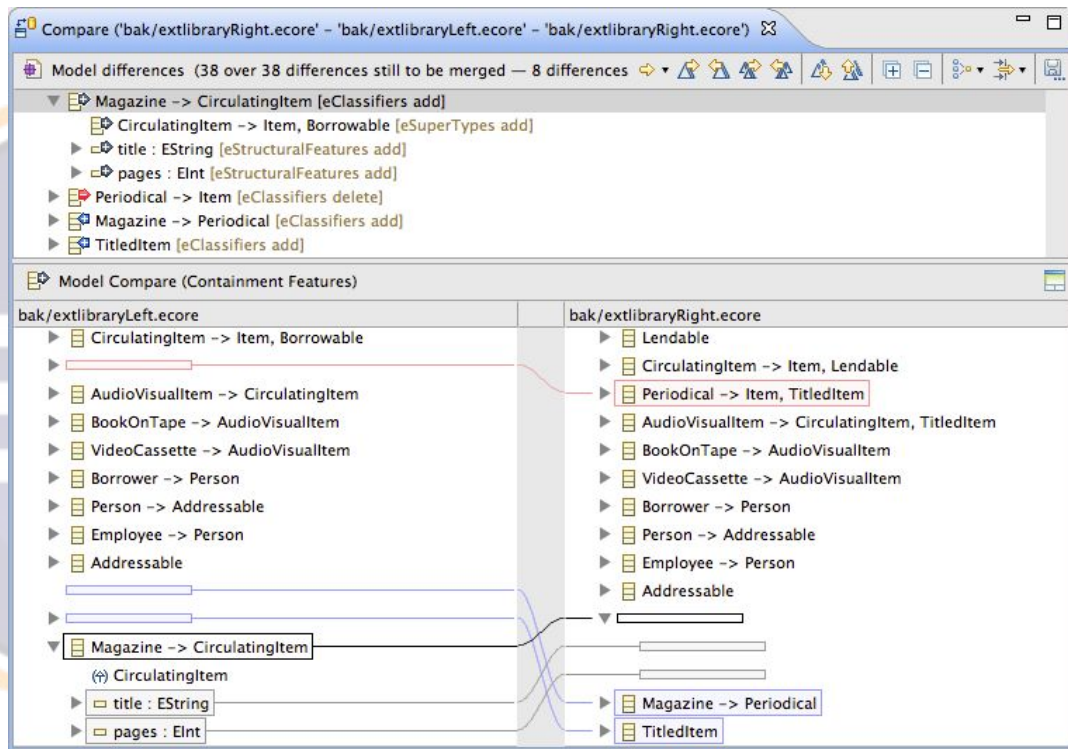 Compare ('bak/extlibraryRight.ecore' - 'bak/extlibraryLeft.ecore' - 'bak/extlibraryRight.ecore')
Model differences (38 over 38 differences still to be merged — 8 differences
Magazine -> CirculatingItem [eClassifiers add]
CirculatingItem -> Item, Borrowable [eSuperTypes add]
title : EString [eStructuralFeatures add]
pages : EInt [eStructuralFeatures add]
Periodical -> Item [eClassifiers delete]
Magazine -> Periodical [eClassifiers add]
TitledItem [eClassifiers add]
Model Compare (Containment Features)
bak/extlibraryLeft.ecore
CirculatingItem -> Item, Borrowable
AudioVisualItem -> CirculatingItem
BookOnTape -> AudioVisualItem
VideoCassette -> AudioVisualItem
Borrower -> Person
Person -> Addressable
Employee -> Person
Addressable
Magazine -> CirculatingItem
CirculatingItem
title : EString
pages : EInt
bak/extlibraryRight.ecore
Lendable
CirculatingItem -> Item, Lendable
Periodical -> Item, TitledItem
AudioVisualItem -> CirculatingItem, TitledItem
BookOnTape -> AudioVisualItem
VideoCassette -> AudioVisualItem
Borrower -> Person
Person -> Addressable
Employee -> Person
Addressable
Magazine -> Periodical
TitledItem